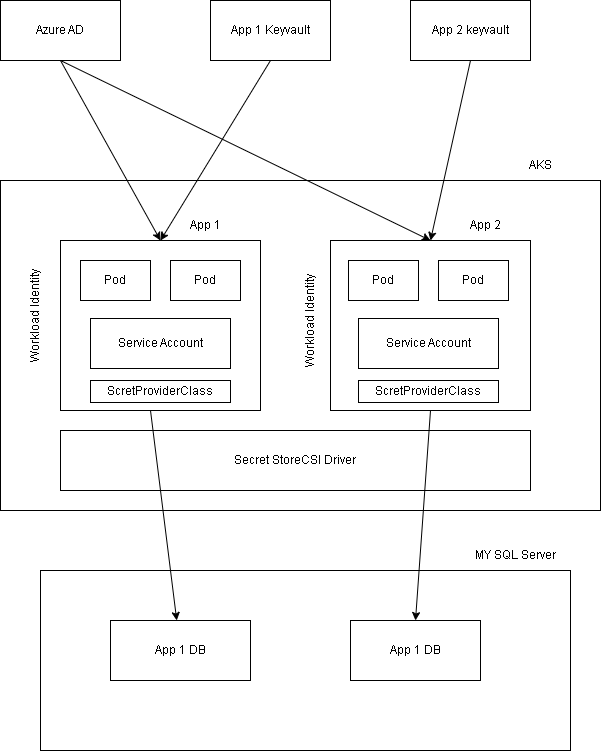 Azure AD
App 1 Keyvault
App 2 keyvault
AKS
App 1
App 2
Workload Identity
Pod
Pod
Workload Identity
Pod
Pod
Service Account
Service Account
ScretProviderClass
ScretProviderClass
Secret StoreCSI Driver
MY SQL Server
App 1 DB
App 1 DB